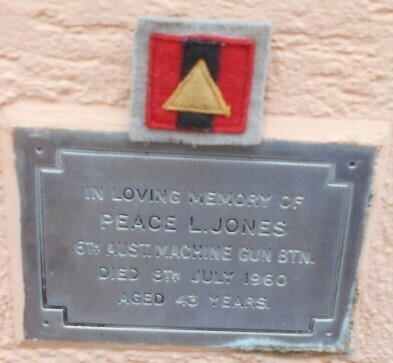 IN LOVING MEMORY OF
PEACE L. JONES
6TH AUST. MACHINE GUN BTN.
DIED 8TH JULY 1960
AGED 43 YEARS.